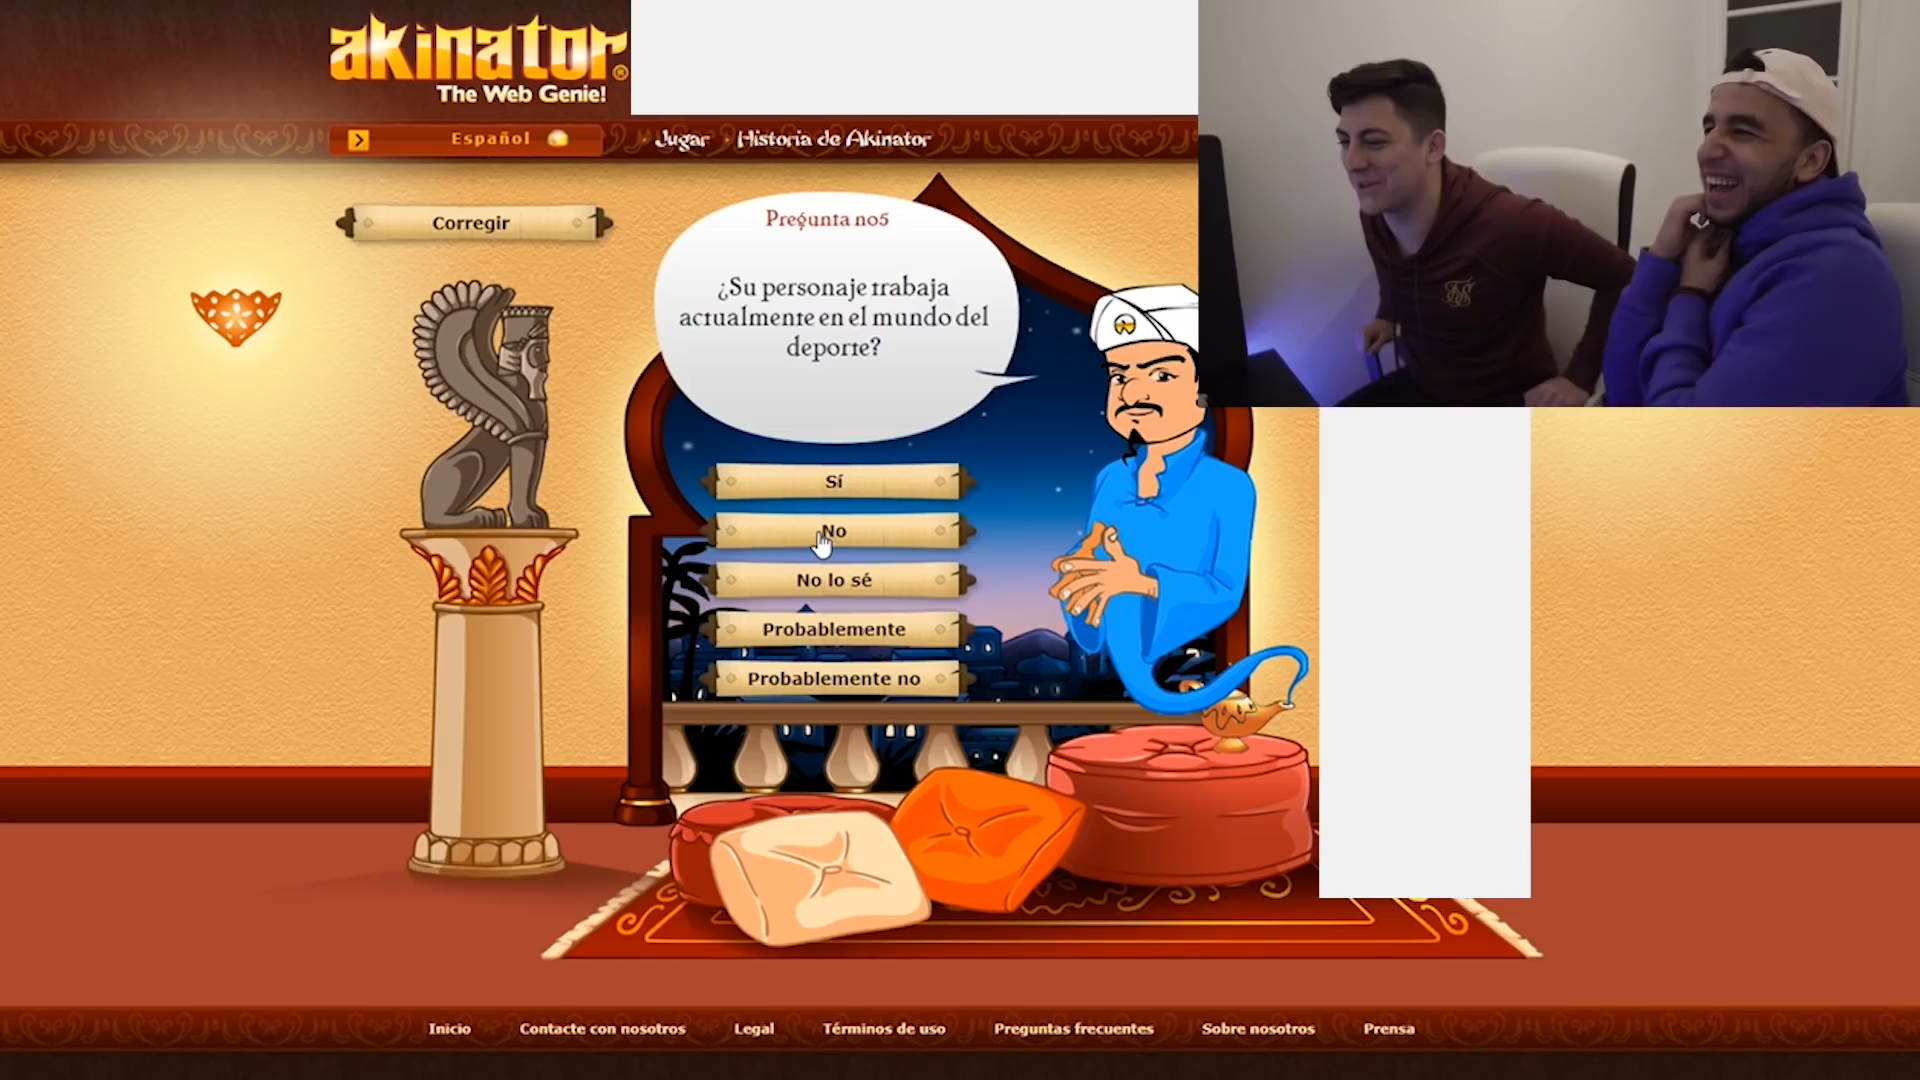 akinator®
The Web Genie!
Español
Jugar
Historia de Akinator
Corregir
Pregunta nº5
¿Su personaje trabaja
actualmente en el mundo del
deporte?
Sí
No
No lo sé
Probablemente
Probablemente no
Inicio
Contacte con nosotros
Legal
Términos de uso
Preguntas frecuentes
Sobre nosotros
Prensa